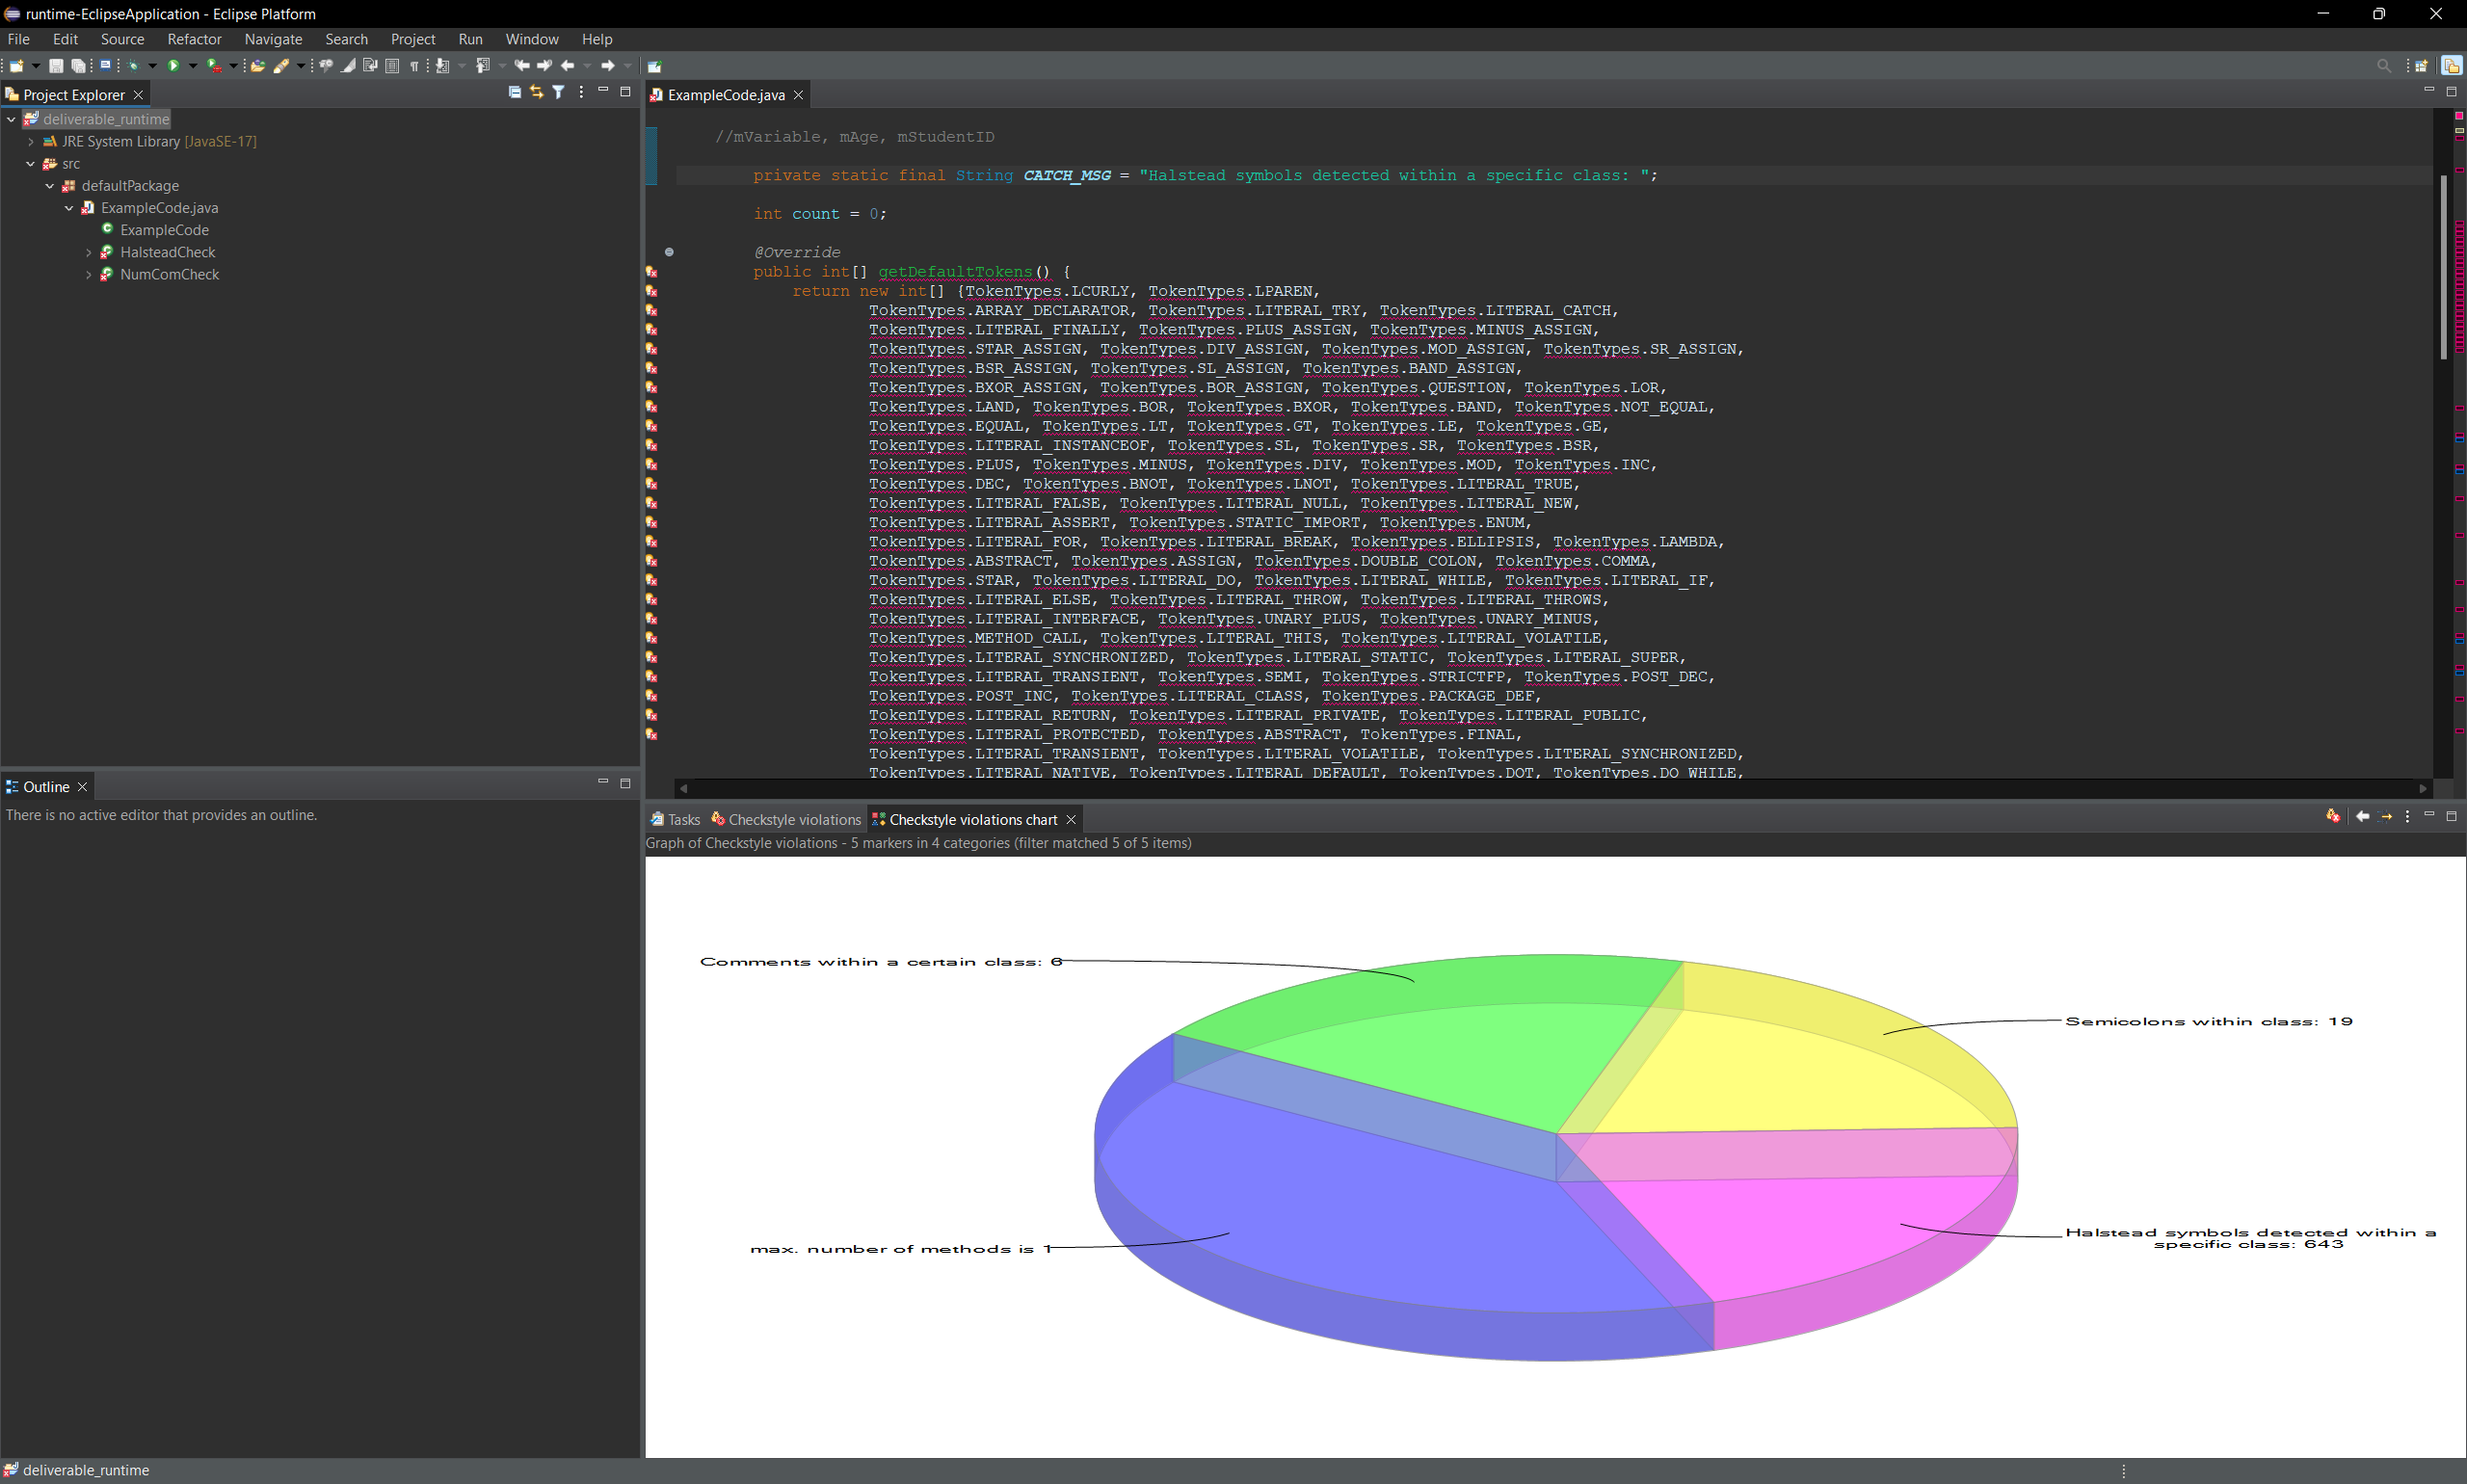 runtime-EclipseApplication - Eclipse Platform
File Edit Source Refactor Navigate Search Project Run Window Help
Project Explorer
deliverable_runtime
JRE System Library [JavaSE-17]
src
defaultPackage
ExampleCode.java
ExampleCode
HalsteadCheck
NumComCheck
Outline
There is no active editor that provides an outline.
ExampleCode.java
//mVariable, mAge, mStudentID
private static final String CATCH_MSG = "Halstead symbols detected within a specific class: ";
int count = 0;
@Override
public int[] getDefaultTokens() {
return new int[] {TokenTypes.LCURLY, TokenTypes.LPAREN,
TokenTypes.ARRAY_DECLARATOR, TokenTypes.LITERAL_TRY, TokenTypes.LITERAL_CATCH,
TokenTypes.LITERAL_FINALLY, TokenTypes.PLUS_ASSIGN, TokenTypes.MINUS_ASSIGN,
TokenTypes.STAR_ASSIGN, TokenTypes.DIV_ASSIGN, TokenTypes.MOD_ASSIGN, TokenTypes.SR_ASSIGN,
TokenTypes.BSR_ASSIGN, TokenTypes.SL_ASSIGN, TokenTypes.BAND_ASSIGN,
TokenTypes.BXOR_ASSIGN, TokenTypes.BOR_ASSIGN, TokenTypes.QUESTION, TokenTypes.LOR,
TokenTypes.LAND, TokenTypes.BOR, TokenTypes.BXOR, TokenTypes.BAND, TokenTypes.NOT_EQUAL,
TokenTypes.EQUAL, TokenTypes.LT, TokenTypes.GT, TokenTypes.LE, TokenTypes.GE,
TokenTypes.LITERAL_INSTANCEOF, TokenTypes.SL, TokenTypes.SR, TokenTypes.BSR,
TokenTypes.PLUS, TokenTypes.MINUS, TokenTypes.DIV, TokenTypes.MOD, TokenTypes.INC,
TokenTypes.DEC, TokenTypes.BNOT, TokenTypes.LNOT, TokenTypes.LITERAL_TRUE,
TokenTypes.LITERAL_FALSE, TokenTypes.LITERAL_NULL, TokenTypes.LITERAL_NEW,
TokenTypes.LITERAL_ASSERT, TokenTypes.STATIC_IMPORT, TokenTypes.ENUM,
TokenTypes.LITERAL_FOR, TokenTypes.LITERAL_BREAK, TokenTypes.ELLIPSIS, TokenTypes.LAMBDA,
TokenTypes.ABSTRACT, TokenTypes.ASSIGN, TokenTypes.DOUBLE_COLON, TokenTypes.COMMA,
TokenTypes.STAR, TokenTypes.LITERAL_DO, TokenTypes.LITERAL_WHILE, TokenTypes.LITERAL_IF,
TokenTypes.LITERAL_ELSE, TokenTypes.LITERAL_THROW, TokenTypes.LITERAL_THROWS,
TokenTypes.LITERAL_INTERFACE, TokenTypes.UNARY_PLUS, TokenTypes.UNARY_MINUS,
TokenTypes.METHOD_CALL, TokenTypes.LITERAL_THIS, TokenTypes.LITERAL_VOLATILE,
TokenTypes.LITERAL_SYNCHRONIZED, TokenTypes.LITERAL_STATIC, TokenTypes.LITERAL_SUPER,
TokenTypes.LITERAL_TRANSIENT, TokenTypes.SEMI, TokenTypes.STRICTFP, TokenTypes.POST_DEC,
TokenTypes.POST_INC, TokenTypes.LITERAL_CLASS, TokenTypes.PACKAGE_DEF,
TokenTypes.LITERAL_RETURN, TokenTypes.LITERAL_PRIVATE, TokenTypes.LITERAL_PUBLIC,
TokenTypes.LITERAL_PROTECTED, TokenTypes.ABSTRACT, TokenTypes.FINAL,
TokenTypes.LITERAL_TRANSIENT, TokenTypes.LITERAL_VOLATILE, TokenTypes.LITERAL_SYNCHRONIZED,
TokenTypes.LITERAL_NATIVE, TokenTypes.LITERAL_DEFAULT, TokenTypes.DOT, TokenTypes.DO_WHILE,
Tasks Checkstyle violations Checkstyle violations chart
Graph of Checkstyle violations - 5 markers in 4 categories (filter matched 5 of 5 items)
Comments within a certain class: 6
Semicolons within class: 19
max. number of methods is 1
Halstead symbols detected within a
specific class: 643
deliverable_runtime